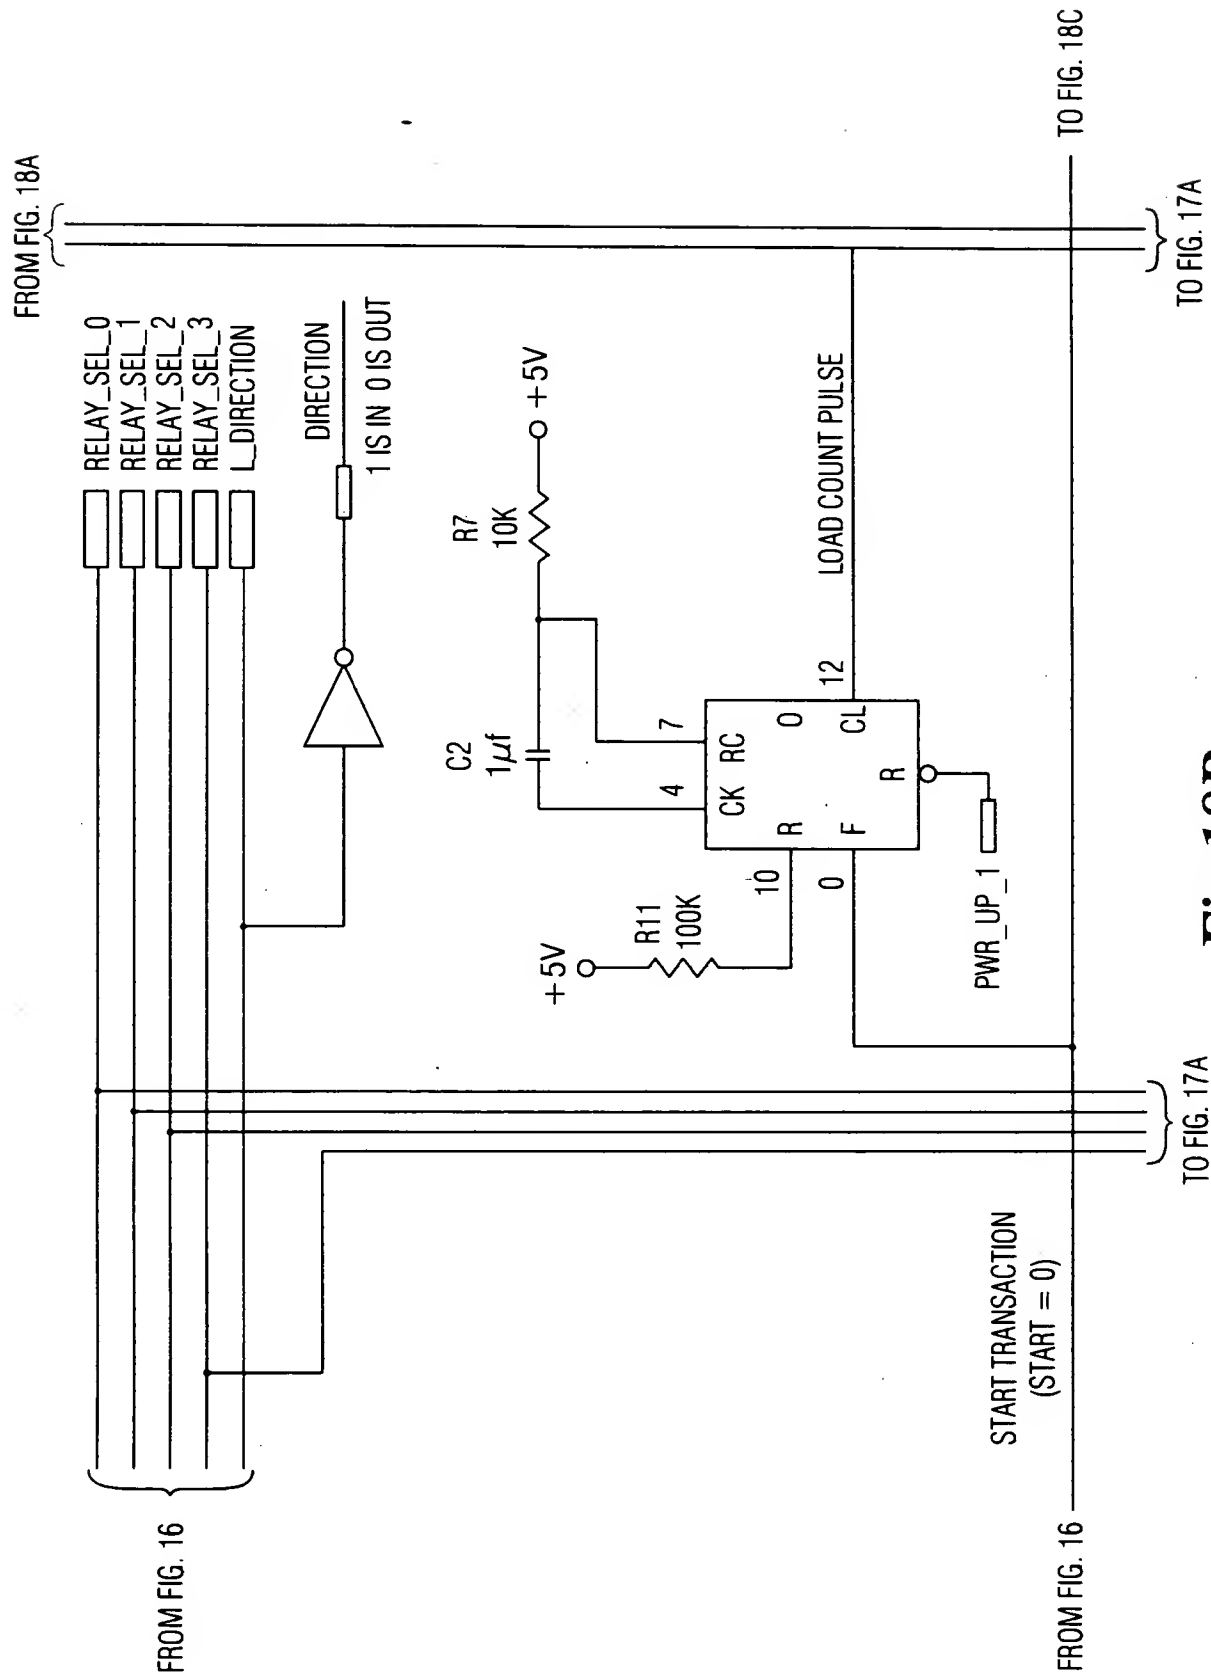 FROM FIG. 16
RELAY_SEL_0
RELAY_SEL_1
RELAY_SEL_2
RELAY_SEL_3
L_DIRECTION
FROM FIG. 18A
DIRECTION
1 IS IN 0 IS OUT
+5V
R7
10K
C2
1µf
4
7
CK
RC
R
O
F
CL
R
10
0
12
+5V
R11
100K
LOAD COUNT PULSE
PWR_UP_1
START TRANSACTION
(START = 0)
FROM FIG. 16
TO FIG. 18C
TO FIG. 17A
TO FIG. 17A